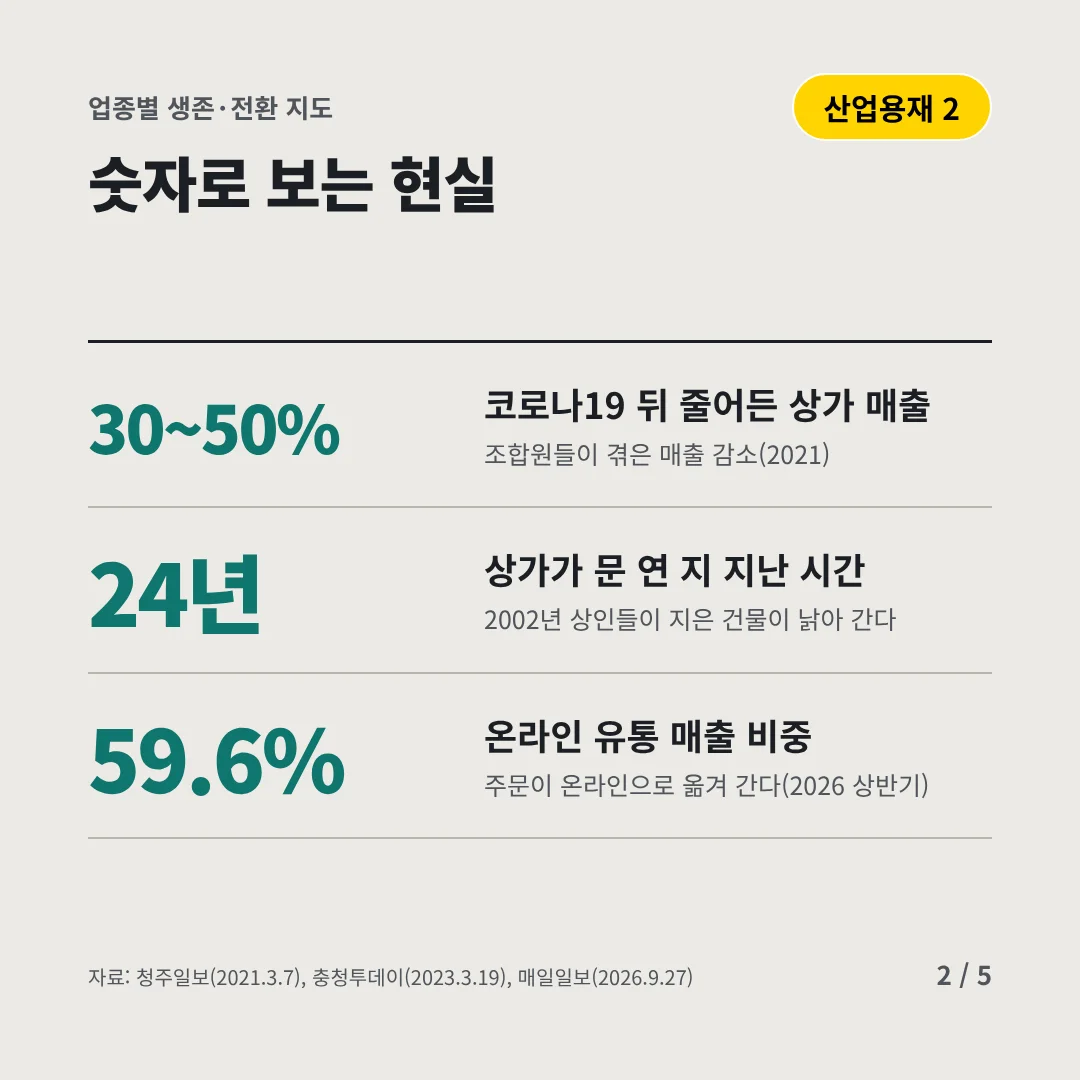 업종별 생존·전환 지도
산업용재 2
숫자로 보는 현실
30~50%
코로나19 뒤 줄어든 상가 매출
조합원들이 겪은 매출 감소(2021)
24년
상가가 문 연 지 지난 시간
2002년 상인들이 지은 건물이 낡아 간다
59.6%
온라인 유통 매출 비중
주문이 온라인으로 옮겨 간다(2026 상반기)
자료: 청주일보(2021.3.7), 충청투데이(2023.3.19), 매일일보(2026.9.27)
2 / 5